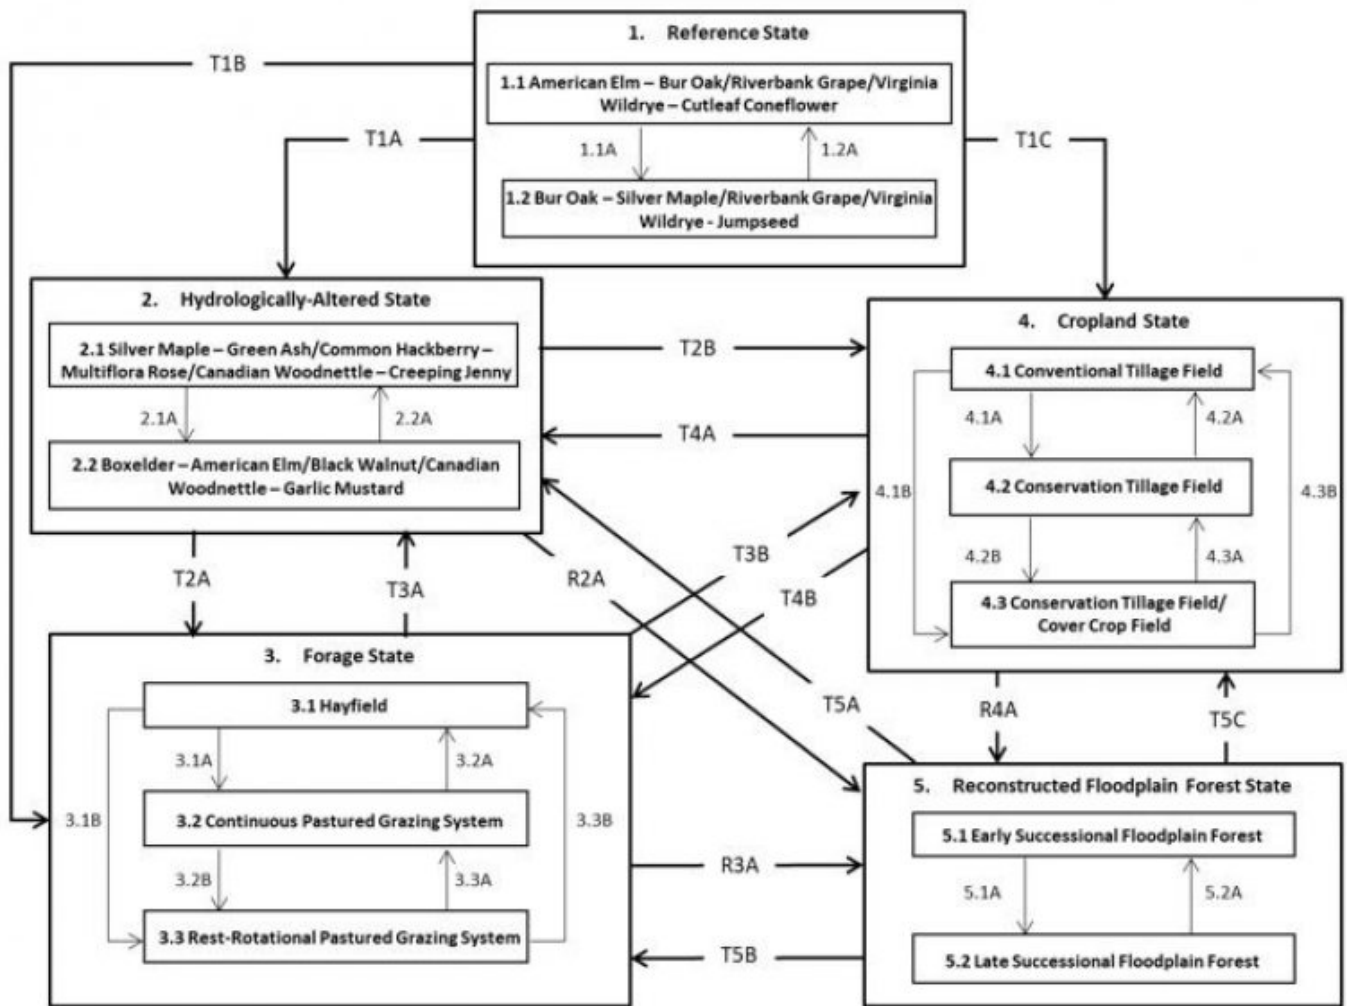 1. Reference State
T1B
1.1 American Elm – Bur Oak/Riverbank Grape/Virginia
Wildrye – Cutleaf Coneflower
T1A
T1C
1.1A
1.2A
1.2 Bur Oak – Silver Maple/Riverbank Grape/Virginia
Wildrye - Jumpseed
2. Hydrologically-Altered State
2.1 Silver Maple – Green Ash/Common Hackberry –
Multiflora Rose/Canadian Woodnettle – Creeping Jenny
2.1A
2.2A
2.2 Boxelder – American Elm/Black Walnut/Canadian
Woodnettle – Garlic Mustard
T2B
T4A
4. Cropland State
4.1 Conventional Tillage Field
4.1A
4.2A
4.2 Conservation Tillage Field
4.1B
4.3B
4.2B
4.3A
4.3 Conservation Tillage Field/
Cover Crop Field
T2A
T3A
R2A
T3B
T4B
T5A
R4A
T5C
3. Forage State
3.1 Hayfield
3.1A
3.2A
3.2 Continuous Pastured Grazing System
3.1B
3.3B
3.2B
3.3A
3.3 Rest-Rotational Pastured Grazing System
R3A
T5B
5. Reconstructed Floodplain Forest State
5.1 Early Successional Floodplain Forest
5.1A
5.2A
5.2 Late Successional Floodplain Forest